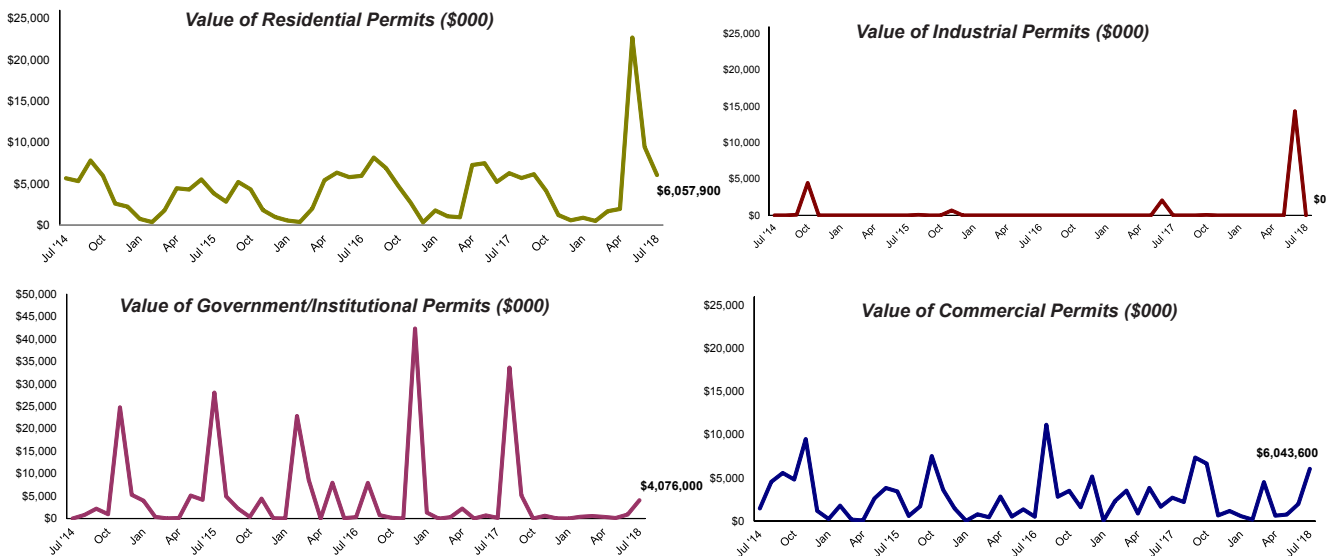 Value of Residential Permits ($000)
$25,000
$20,000
$15,000
$10,000
$5,000
$0
$6,057,900
Jul '14
Oct
Jan
Apr
Jul '15
Oct
Jan
Apr
Jul '16
Oct
Jan
Apr
Jul '17
Oct
Jan
Apr
Jul '18
Value of Industrial Permits ($000)
$25,000
$20,000
$15,000
$10,000
$5,000
$0
$0
Jul '14
Oct
Jan
Apr
Jul '15
Oct
Jan
Apr
Jul '16
Oct
Jan
Apr
Jul '17
Oct
Jan
Apr
Jul '18
Value of Government/Institutional Permits ($000)
$50,000
$45,000
$40,000
$35,000
$30,000
$25,000
$20,000
$15,000
$10,000
$5,000
$0
$4,076,000
Jul '14
Oct
Jan
Apr
Jul '15
Oct
Jan
Apr
Jul '16
Oct
Jan
Apr
Jul '17
Oct
Jan
Apr
Jul '18
Value of Commercial Permits ($000)
$25,000
$20,000
$15,000
$10,000
$5,000
$0
$6,043,600
Jul '14
Oct
Jan
Apr
Jul '15
Oct
Jan
Apr
Jul '16
Oct
Jan
Apr
Jul '17
Oct
Jan
Apr
Jul '18